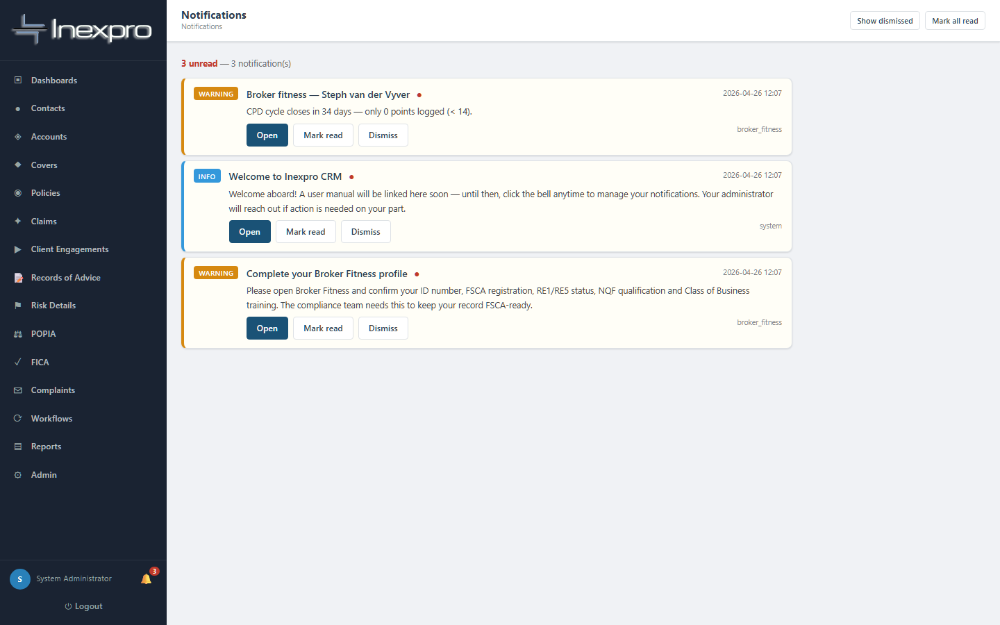 Inexpro
Dashboards
Contacts
Accounts
Covers
Policies
Claims
Client Engagements
Records of Advice
Risk Details
POPIA
FICA
Complaints
Workflows
Reports
Admin
S System Administrator 3
Logout
Notifications
Notifications
Show dismissed Mark all read
3 unread — 3 notification(s)
WARNING Broker fitness — Steph van der Vyver 2026-04-26 12:07
CPD cycle closes in 34 days — only 0 points logged (< 14).
Open Mark read Dismiss broker_fitness
INFO Welcome to Inexpro CRM 2026-04-26 12:07
Welcome aboard! A user manual will be linked here soon — until then, click the bell anytime to manage your notifications. Your administrator
will reach out if action is needed on your part.
Open Mark read Dismiss system
WARNING Complete your Broker Fitness profile 2026-04-26 12:07
Please open Broker Fitness and confirm your ID number, FSCA registration, RE1/RE5 status, NQF qualification and Class of Business
training. The compliance team needs this to keep your record FSCA-ready.
Open Mark read Dismiss broker_fitness